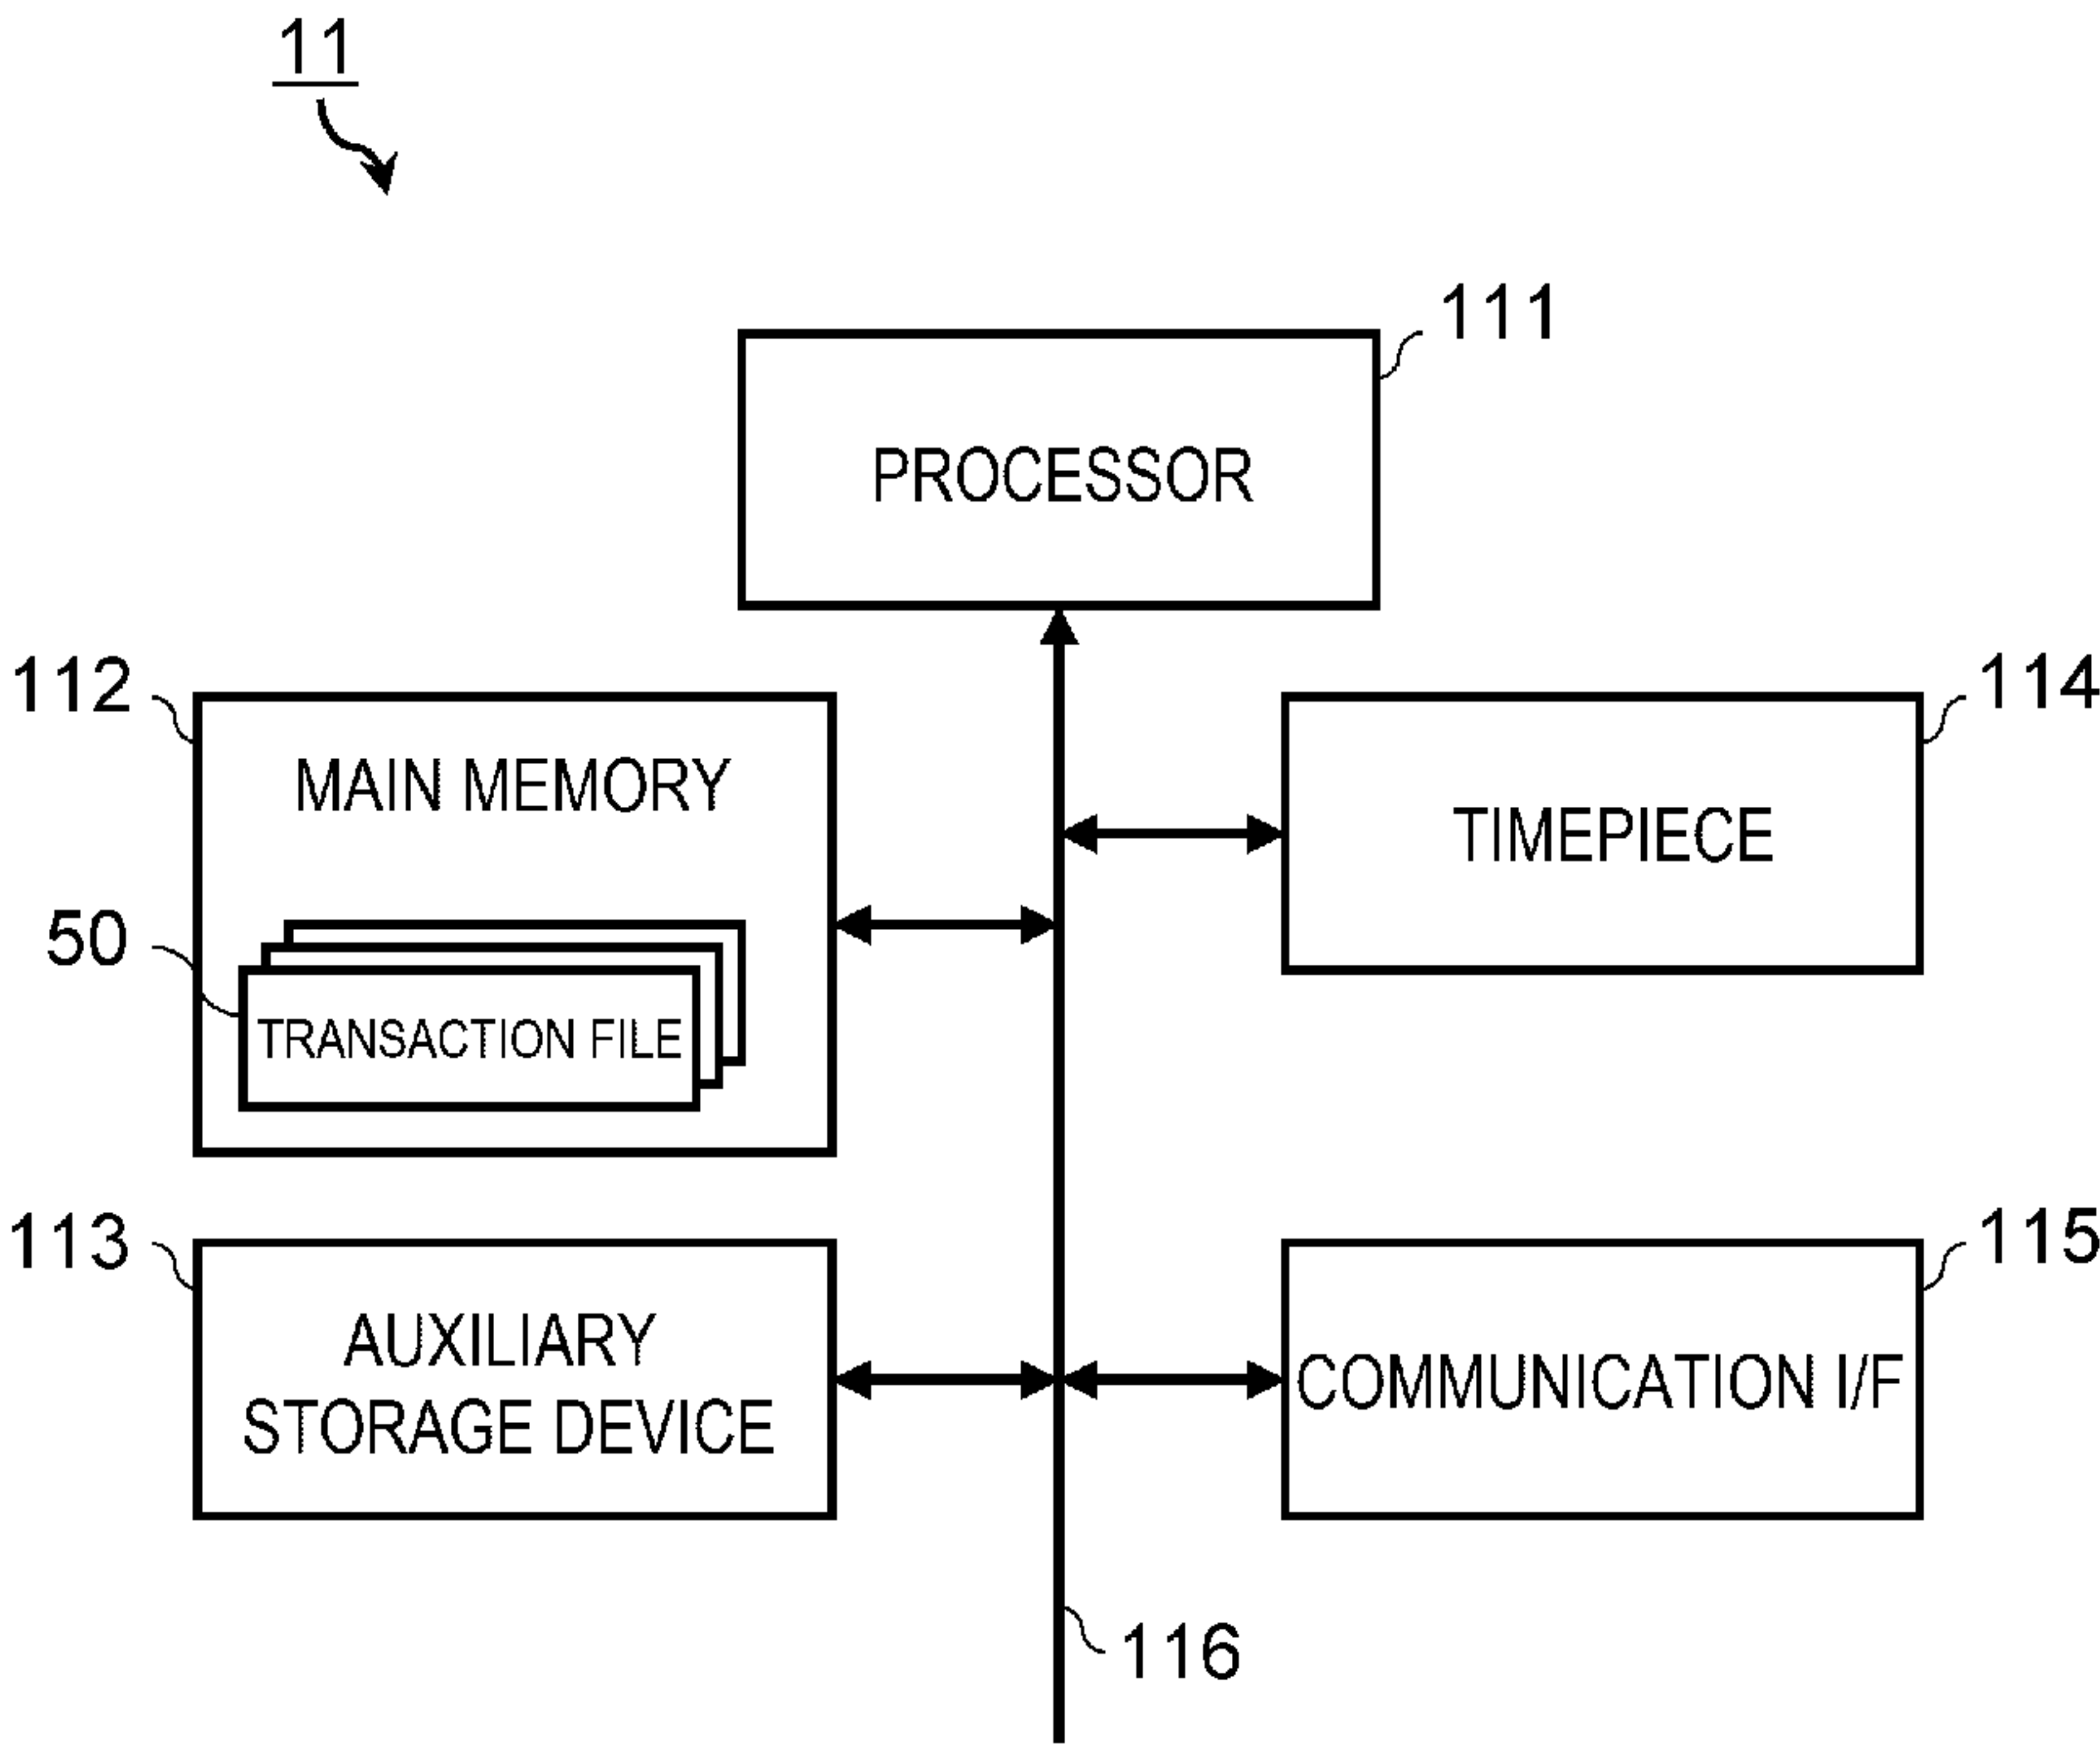 11
111
PROCESSOR
112
MAIN MEMORY
114
TIMEPIECE
50
TRANSACTION FILE
113
AUXILIARY
STORAGE DEVICE
115
COMMUNICATION I/F
116